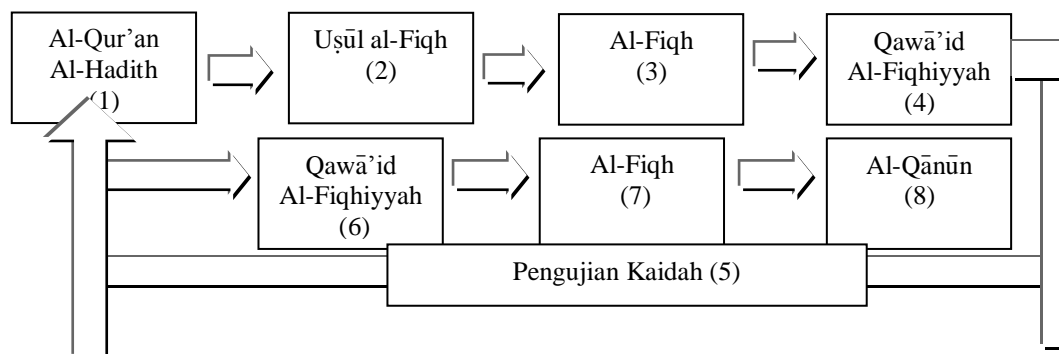 Al-Qur’an
Al-Hadith
(1)
Uṣūl al-Fiqh
(2)
Al-Fiqh
(3)
Qawā’id
Al-Fiqhiyyah
(4)
Qawā’id
Al-Fiqhiyyah
(6)
Al-Fiqh
(7)
Al-Qānūn
(8)
Pengujian Kaidah (5)